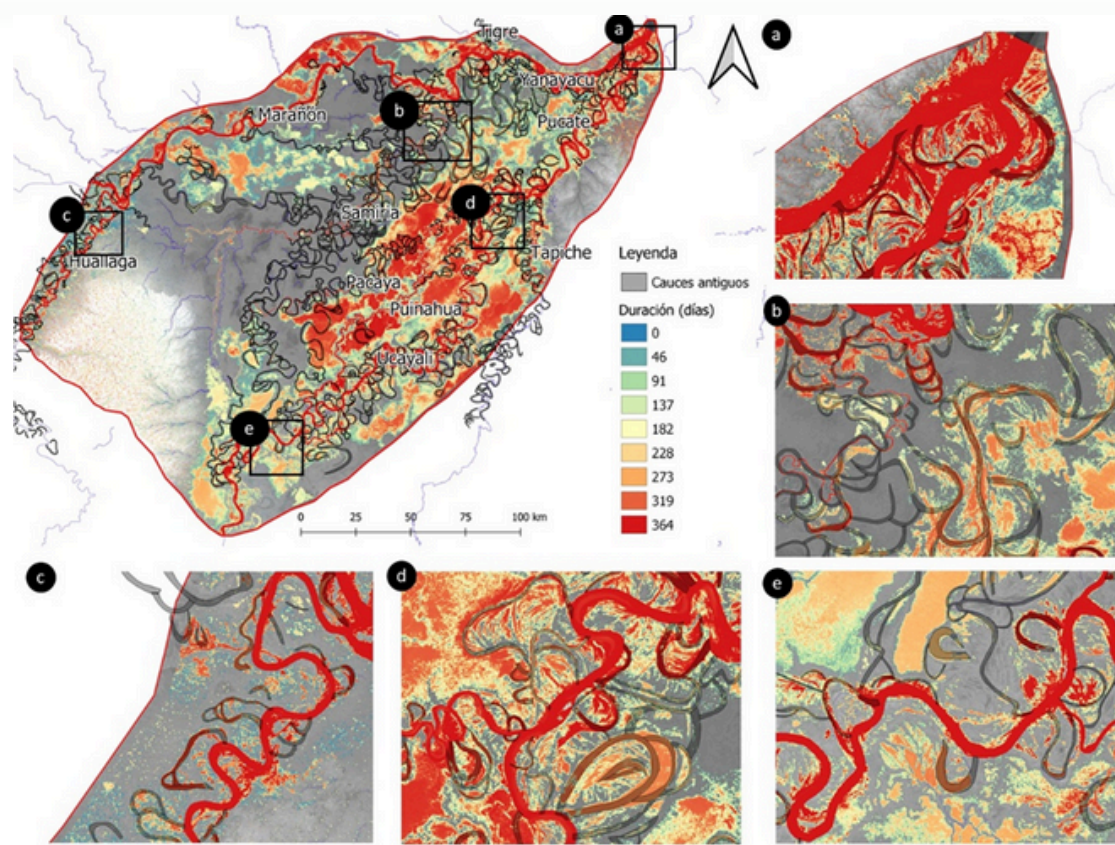 a
Tigre
Yanayacu
b
Marañón
Pucate
d
c
Samiria
Huallaga
Tapiche
Pacaya
Puinahua
Ucayali
e
0 25 50 75 100 km
Leyenda
Cauces antiguos
Duración (días)
0
46
91
137
182
228
273
319
364
a
b
c
d
e